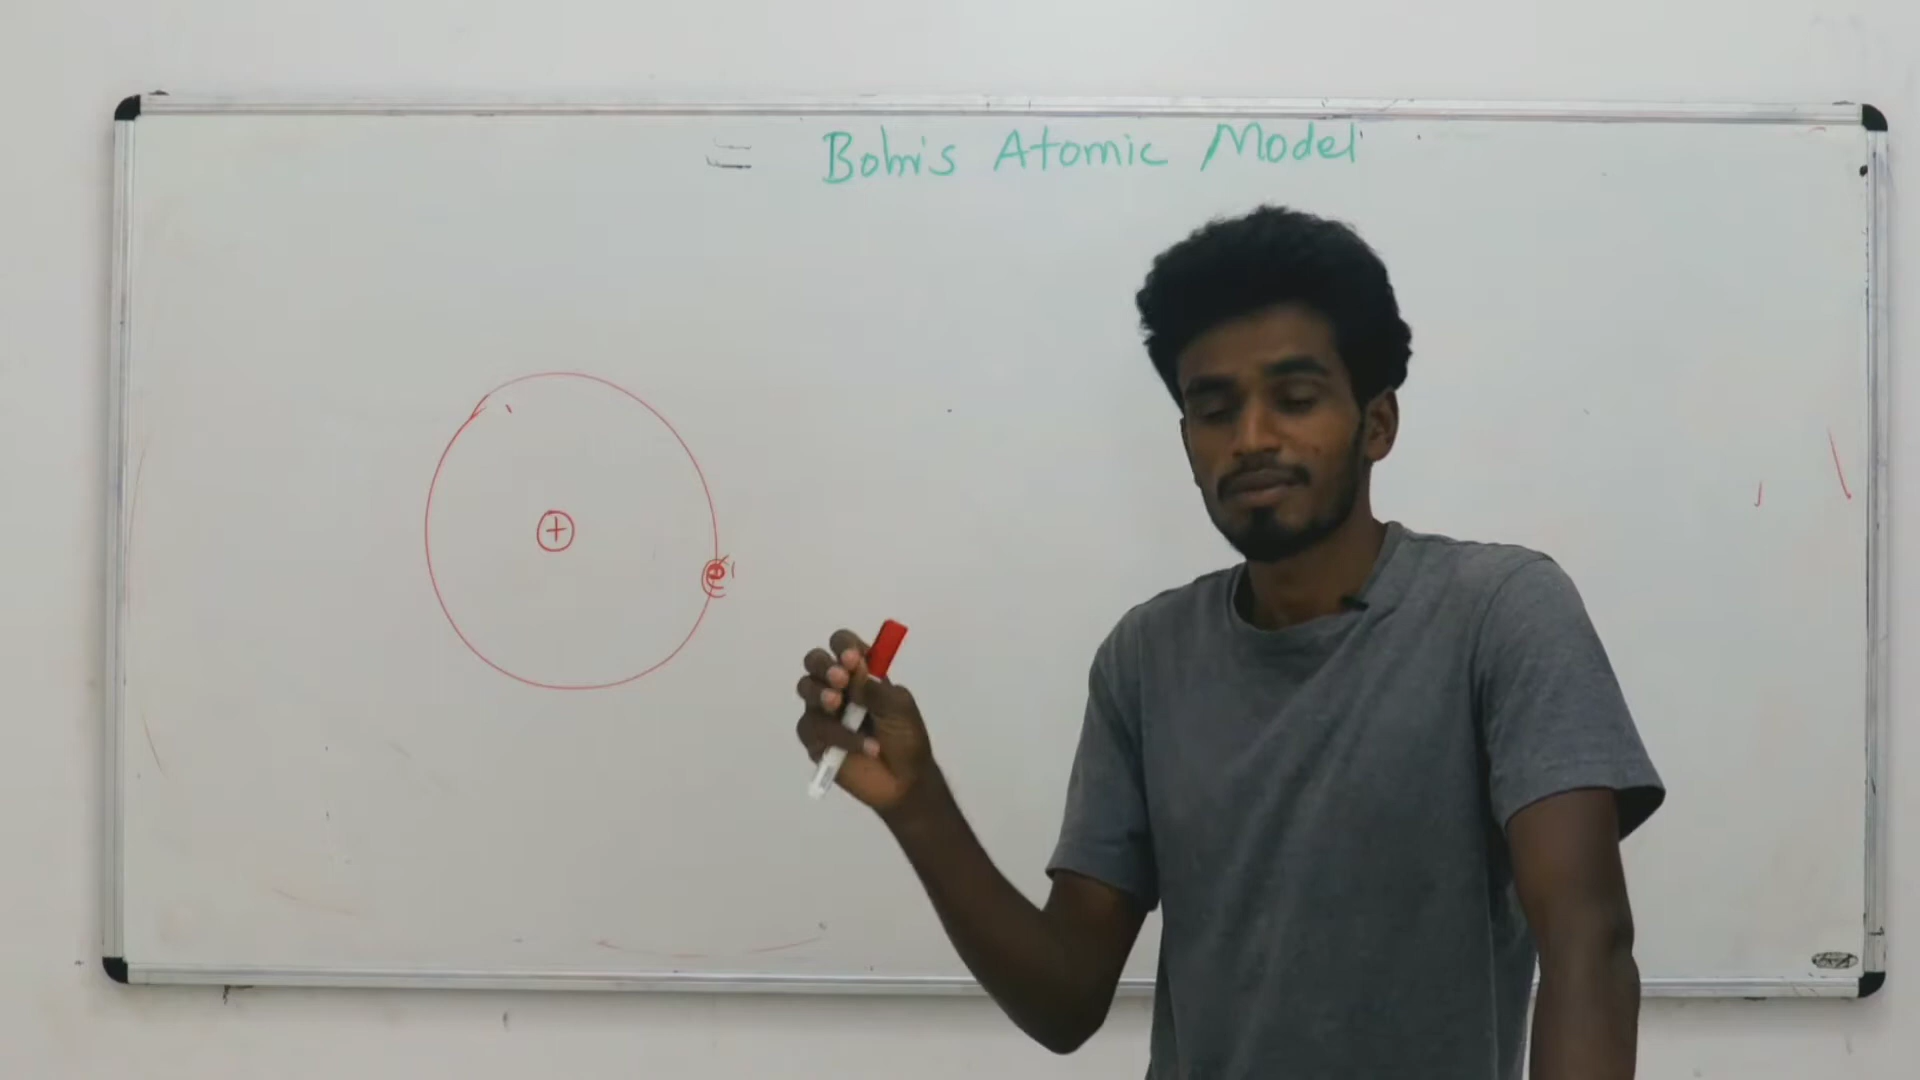 = Bohr's Atomic Model
+
e